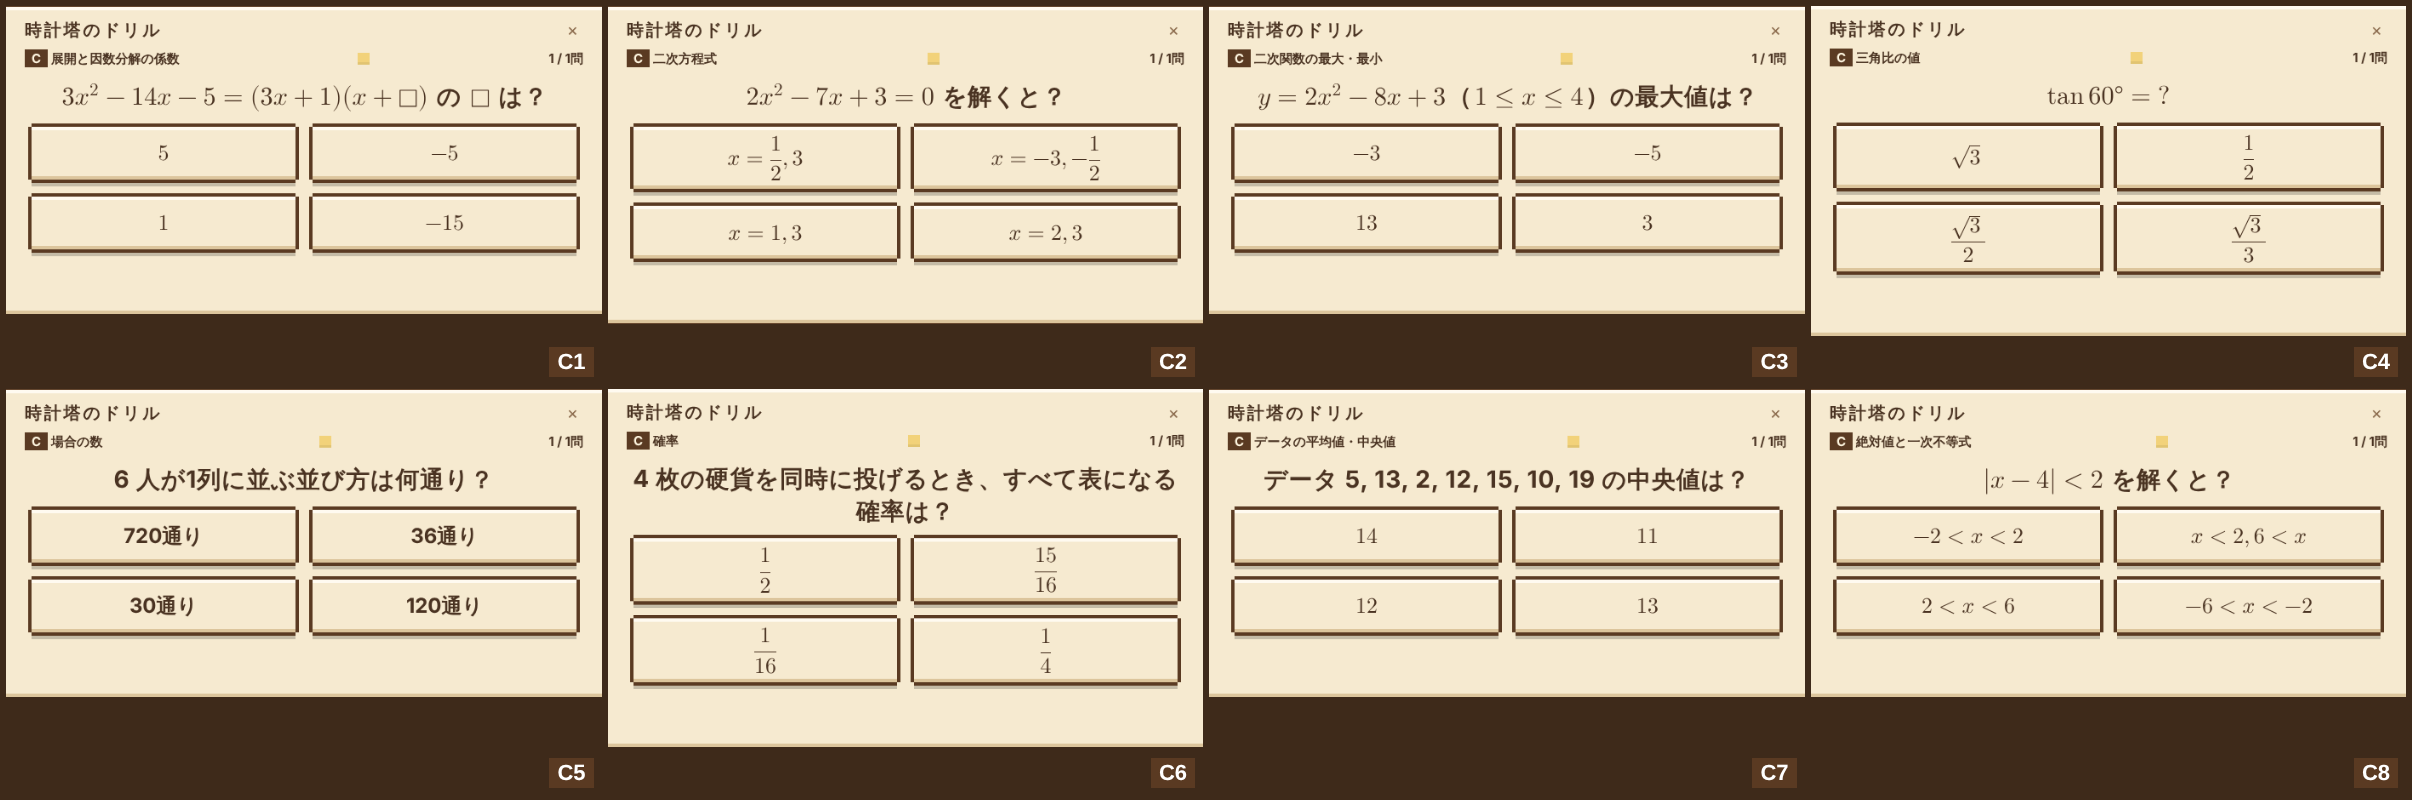 時計塔のドリル ×
C 展開と因数分解の係数 1 / 1問
3x² − 14x − 5 = (3x + 1)(x + □) の □ は？
5 −5
1 −15
C1
時計塔のドリル ×
C 二次方程式 1 / 1問
2x² − 7x + 3 = 0 を解くと？
x = 1/2, 3 x = −3, −1/2
x = 1, 3 x = 2, 3
C2
時計塔のドリル ×
C 二次関数の最大・最小 1 / 1問
y = 2x² − 8x + 3（1 ≤ x ≤ 4）の最大値は？
−3 −5
13 3
C3
時計塔のドリル ×
C 三角比の値 1 / 1問
tan 60° = ?
√3 1/2
√3/2 √3/3
C4
時計塔のドリル ×
C 場合の数 1 / 1問
6 人が1列に並ぶ並び方は何通り？
720通り 36通り
30通り 120通り
C5
時計塔のドリル ×
C 確率 1 / 1問
4 枚の硬貨を同時に投げるとき、すべて表になる
確率は？
1/2 15/16
1/16 1/4
C6
時計塔のドリル ×
C データの平均値・中央値 1 / 1問
データ 5, 13, 2, 12, 15, 10, 19 の中央値は？
14 11
12 13
C7
時計塔のドリル ×
C 絶対値と一次不等式 1 / 1問
|x − 4| < 2 を解くと？
−2 < x < 2 x < 2, 6 < x
2 < x < 6 −6 < x < −2
C8